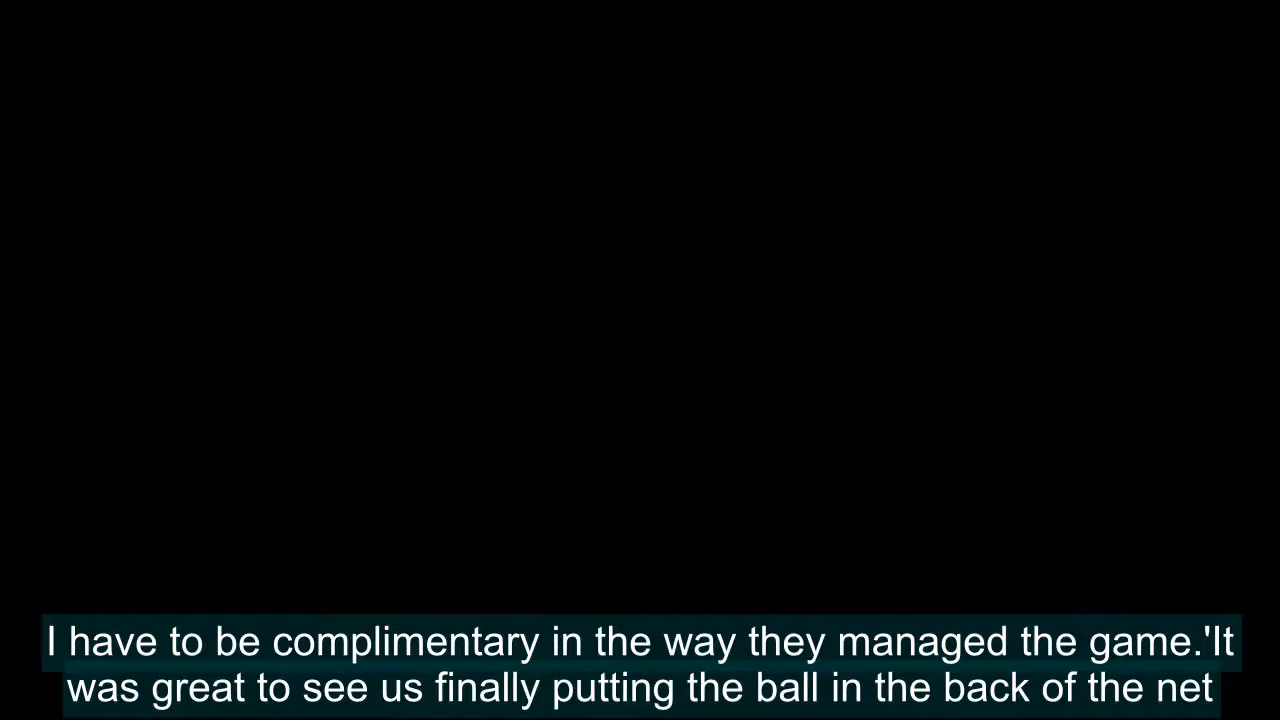 I have to be complimentary in the way they managed the game.'It
was great to see us finally putting the ball in the back of the net